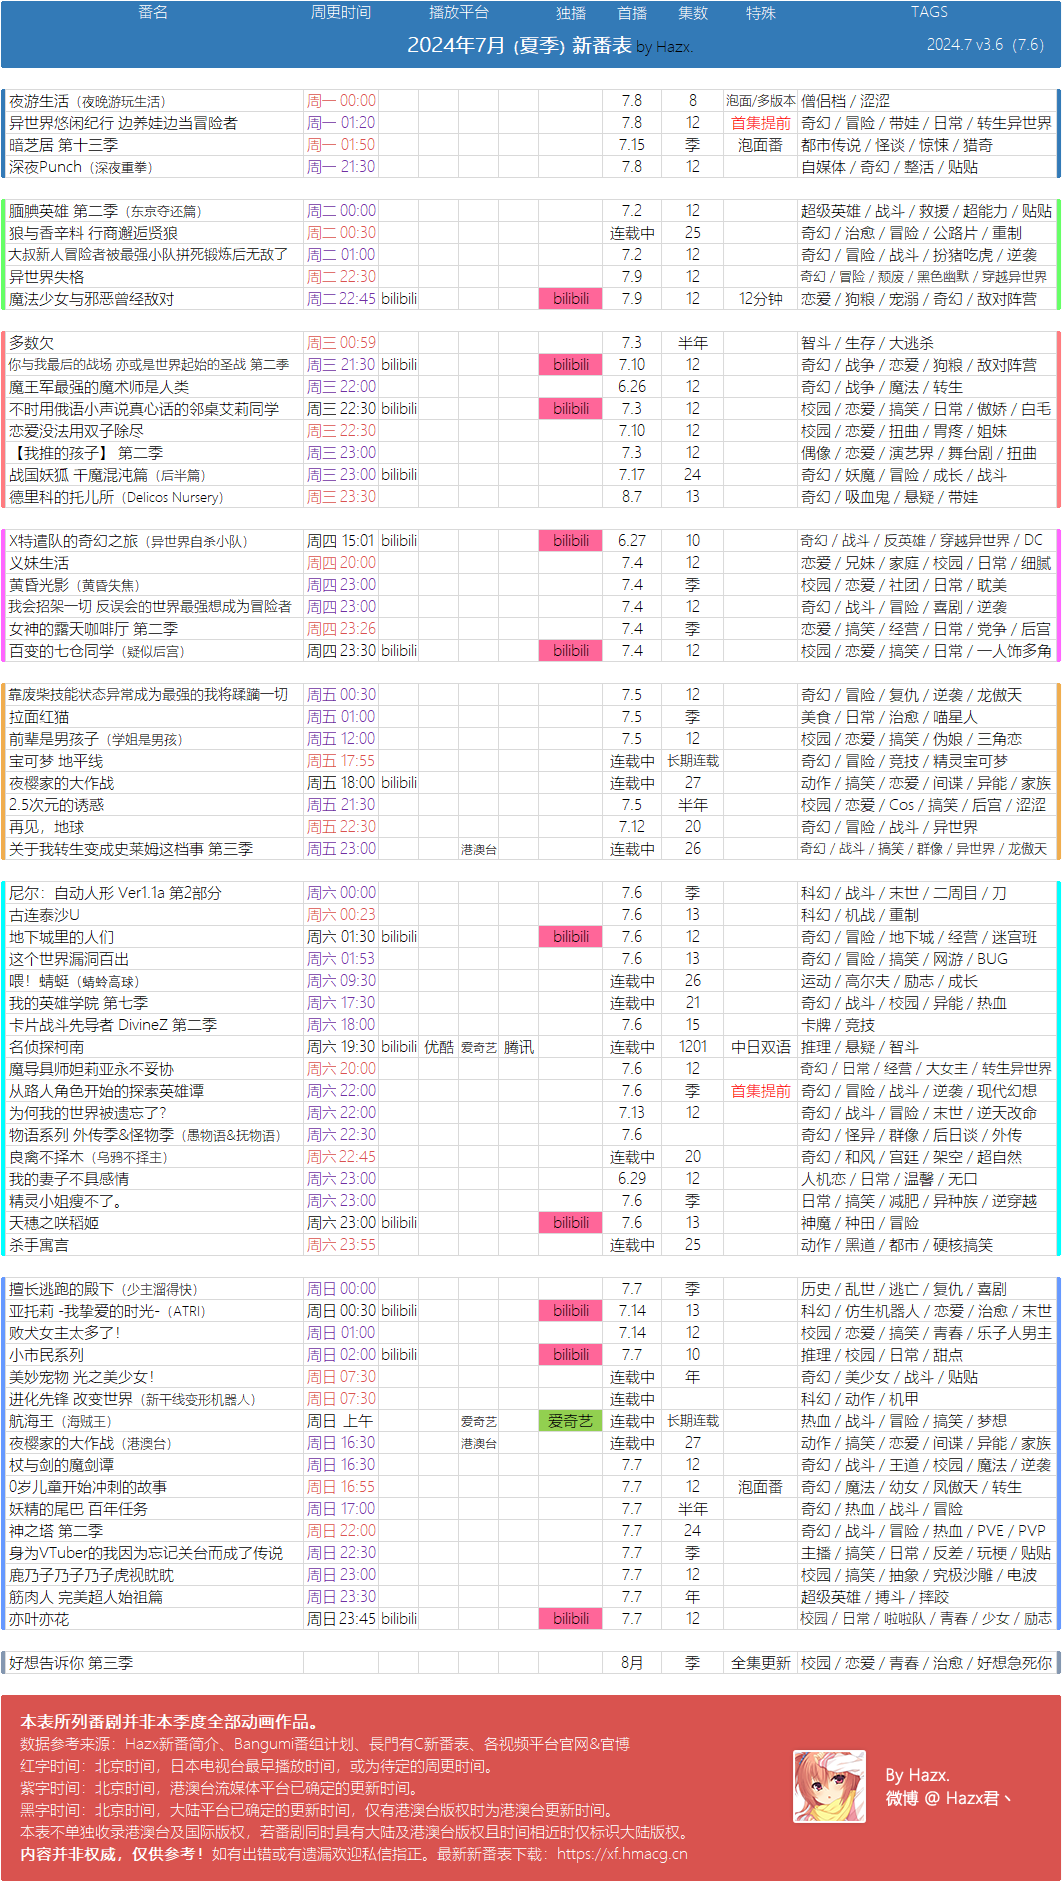 番名 周更时间 播放平台 独播 首播 集数 特殊 TAGS
2024年7月 (夏季) 新番表 by Hazx. 2024.7 v3.6（7.6）
夜游生活（夜晚游玩生活） 周一 00:00 7.8 8 泡面/多版本 僧侣档 / 涩涩
异世界悠闲纪行 边养娃边当冒险者 周一 01:20 7.8 12 首集提前 奇幻 / 冒险 / 带娃 / 日常 / 转生异世界
暗芝居 第十三季 周一 01:50 7.15 季 泡面番 都市传说 / 怪谈 / 惊悚 / 猎奇
深夜Punch（深夜重拳） 周一 21:30 7.8 12 自媒体 / 奇幻 / 整活 / 贴贴
腼腆英雄 第二季（东京夺还篇） 周二 00:00 7.2 12 超级英雄 / 战斗 / 救援 / 超能力 / 贴贴
狼与香辛料 行商邂逅贤狼 周二 00:30 连载中 25 奇幻 / 治愈 / 冒险 / 公路片 / 重制
大叔新人冒险者被最强小队拼死锻炼后无敌了 周二 01:00 7.2 12 奇幻 / 冒险 / 战斗 / 扮猪吃虎 / 逆袭
异世界失格 周二 22:30 7.9 12 奇幻 / 冒险 / 颓废 / 黑色幽默 / 穿越异世界
魔法少女与邪恶曾经敌对 周二 22:45 bilibili bilibili 7.9 12 12分钟 恋爱 / 狗粮 / 宠溺 / 奇幻 / 敌对阵营
多数欠 周三 00:59 7.3 半年 智斗 / 生存 / 大逃杀
你与我最后的战场 亦或是世界起始的圣战 第二季 周三 21:30 bilibili bilibili 7.10 12 奇幻 / 战争 / 恋爱 / 狗粮 / 敌对阵营
魔王军最强的魔术师是人类 周三 22:00 6.26 12 奇幻 / 战争 / 魔法 / 转生
不时用俄语小声说真心话的邻桌艾莉同学 周三 22:30 bilibili bilibili 7.3 12 校园 / 恋爱 / 搞笑 / 日常 / 傲娇 / 白毛
恋爱没法用双子除尽 周三 22:30 7.10 12 校园 / 恋爱 / 扭曲 / 胃疼 / 姐妹
【我推的孩子】 第二季 周三 23:00 7.3 12 偶像 / 恋爱 / 演艺界 / 舞台剧 / 扭曲
战国妖狐 千魔混沌篇（后半篇） 周三 23:00 bilibili 7.17 24 奇幻 / 妖魔 / 冒险 / 成长 / 战斗
德里科的托儿所（Delicos Nursery） 周三 23:30 8.7 13 奇幻 / 吸血鬼 / 悬疑 / 带娃
X特遣队的奇幻之旅（异世界自杀小队） 周四 15:01 bilibili bilibili 6.27 10 奇幻 / 战斗 / 反英雄 / 穿越异世界 / DC
义妹生活 周四 20:00 7.4 12 恋爱 / 兄妹 / 家庭 / 校园 / 日常 / 细腻
黄昏光影（黄昏失焦） 周四 23:00 7.4 季 校园 / 恋爱 / 社团 / 日常 / 耽美
我会招架一切 反误会的世界最强想成为冒险者 周四 23:00 7.4 12 奇幻 / 战斗 / 冒险 / 喜剧 / 逆袭
女神的露天咖啡厅 第二季 周四 23:26 7.4 季 恋爱 / 搞笑 / 经营 / 日常 / 党争 / 后宫
百变的七仓同学（疑似后宫） 周四 23:30 bilibili bilibili 7.4 12 校园 / 恋爱 / 搞笑 / 日常 / 一人饰多角
靠废柴技能状态异常成为最强的我将蹂躏一切 周五 00:30 7.5 12 奇幻 / 冒险 / 复仇 / 逆袭 / 龙傲天
拉面红猫 周五 01:00 7.5 季 美食 / 日常 / 治愈 / 喵星人
前辈是男孩子（学姐是男孩） 周五 12:00 7.5 12 校园 / 恋爱 / 搞笑 / 伪娘 / 三角恋
宝可梦 地平线 周五 17:55 连载中 长期连载 奇幻 / 冒险 / 竞技 / 精灵宝可梦
夜樱家的大作战 周五 18:00 bilibili 连载中 27 动作 / 搞笑 / 恋爱 / 间谍 / 异能 / 家族
2.5次元的诱惑 周五 21:30 7.5 半年 校园 / 恋爱 / Cos / 搞笑 / 后宫 / 涩涩
再见，地球 周五 22:30 7.12 20 奇幻 / 冒险 / 战斗 / 异世界
关于我转生变成史莱姆这档事 第三季 周五 23:00 港澳台 连载中 26 奇幻 / 战斗 / 搞笑 / 群像 / 异世界 / 龙傲天
尼尔：自动人形 Ver1.1a 第2部分 周六 00:00 7.6 季 科幻 / 战斗 / 末世 / 二周目 / 刀
古连泰沙U 周六 00:23 7.6 13 科幻 / 机战 / 重制
地下城里的人们 周六 01:30 bilibili bilibili 7.6 12 奇幻 / 冒险 / 地下城 / 经营 / 迷宫班
这个世界漏洞百出 周六 01:53 7.6 13 奇幻 / 冒险 / 搞笑 / 网游 / BUG
喂！蜻蜓（蜻蛉高球） 周六 09:30 连载中 26 运动 / 高尔夫 / 励志 / 成长
我的英雄学院 第七季 周六 17:30 连载中 21 奇幻 / 战斗 / 校园 / 异能 / 热血
卡片战斗先导者 DivineZ 第二季 周六 18:00 7.6 15 卡牌 / 竞技
名侦探柯南 周六 19:30 bilibili 优酷 爱奇艺 腾讯 连载中 1201 中日双语 推理 / 悬疑 / 智斗
魔导具师妲莉亚永不妥协 周六 20:00 7.6 12 奇幻 / 日常 / 经营 / 大女主 / 转生异世界
从路人角色开始的探索英雄谭 周六 22:00 7.6 季 首集提前 奇幻 / 冒险 / 战斗 / 逆袭 / 现代幻想
为何我的世界被遗忘了？ 周六 22:00 7.13 12 奇幻 / 战斗 / 冒险 / 末世 / 逆天改命
物语系列 外传季&怪物季（愚物语&抚物语） 周六 22:30 7.6 奇幻 / 怪异 / 群像 / 后日谈 / 外传
良禽不择木（乌鸦不择主） 周六 22:45 连载中 20 奇幻 / 和风 / 宫廷 / 架空 / 超自然
我的妻子不具感情 周六 23:00 6.29 12 人机恋 / 日常 / 温馨 / 无口
精灵小姐瘦不了。 周六 23:00 7.6 季 日常 / 搞笑 / 减肥 / 异种族 / 逆穿越
天穗之咲稻姬 周六 23:00 bilibili bilibili 7.6 13 神魔 / 种田 / 冒险
杀手寓言 周六 23:55 连载中 25 动作 / 黑道 / 都市 / 硬核搞笑
擅长逃跑的殿下（少主溜得快） 周日 00:00 7.7 季 历史 / 乱世 / 逃亡 / 复仇 / 喜剧
亚托莉 -我挚爱的时光-（ATRI） 周日 00:30 bilibili bilibili 7.14 13 科幻 / 仿生机器人 / 恋爱 / 治愈 / 末世
败犬女主太多了！ 周日 01:00 7.14 12 校园 / 恋爱 / 搞笑 / 青春 / 乐子人男主
小市民系列 周日 02:00 bilibili bilibili 7.7 10 推理 / 校园 / 日常 / 甜点
美妙宠物 光之美少女！ 周日 07:30 连载中 年 奇幻 / 美少女 / 战斗 / 贴贴
进化先锋 改变世界（新干线变形机器人） 周日 07:30 连载中 科幻 / 动作 / 机甲
航海王（海贼王） 周日 上午 爱奇艺 爱奇艺 连载中 长期连载 热血 / 战斗 / 冒险 / 搞笑 / 梦想
夜樱家的大作战（港澳台） 周日 16:30 港澳台 连载中 27 动作 / 搞笑 / 恋爱 / 间谍 / 异能 / 家族
杖与剑的魔剑谭 周日 16:30 7.7 12 奇幻 / 战斗 / 王道 / 校园 / 魔法 / 逆袭
0岁儿童开始冲刺的故事 周日 16:55 7.7 12 泡面番 奇幻 / 魔法 / 幼女 / 凤傲天 / 转生
妖精的尾巴 百年任务 周日 17:00 7.7 半年 奇幻 / 热血 / 战斗 / 冒险
神之塔 第二季 周日 22:00 7.7 24 奇幻 / 战斗 / 冒险 / 热血 / PVE / PVP
身为VTuber的我因为忘记关台而成了传说 周日 22:30 7.7 季 主播 / 搞笑 / 日常 / 反差 / 玩梗 / 贴贴
鹿乃子乃子乃子虎视眈眈 周日 23:00 7.7 12 校园 / 搞笑 / 抽象 / 究极沙雕 / 电波
筋肉人 完美超人始祖篇 周日 23:30 7.7 年 超级英雄 / 搏斗 / 摔跤
亦叶亦花 周日 23:45 bilibili bilibili 7.7 12 校园 / 日常 / 啦啦队 / 青春 / 少女 / 励志
好想告诉你 第三季 8月 季 全集更新 校园 / 恋爱 / 青春 / 治愈 / 好想急死你
本表所列番剧并非本季度全部动画作品。
数据参考来源：Hazx新番简介、Bangumi番组计划、長門有C新番表、各视频平台官网&官博
红字时间：北京时间，日本电视台最早播放时间，或为待定的周更时间。
紫字时间：北京时间，港澳台流媒体平台已确定的更新时间。
黑字时间：北京时间，大陆平台已确定的更新时间，仅有港澳台版权时为港澳台更新时间。
本表不单独收录港澳台及国际版权，若番剧同时具有大陆及港澳台版权且时间相近时仅标识大陆版权。
内容并非权威，仅供参考！如有出错或有遗漏欢迎私信指正。最新新番表下载：https://xf.hmacg.cn
By Hazx.
微博 @ Hazx君丶